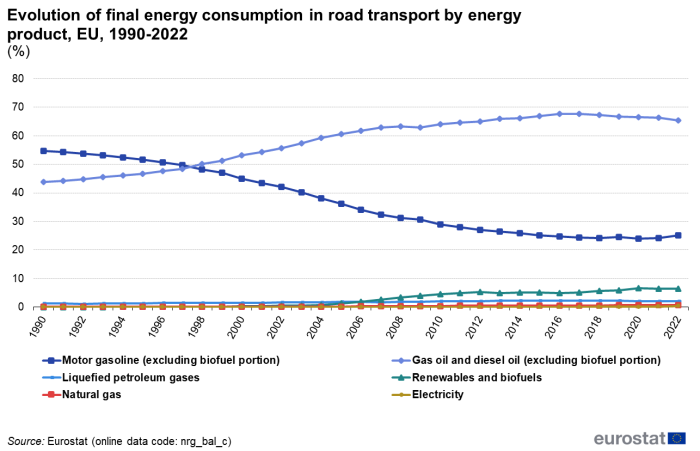 Evolution of final energy consumption in road transport by energy
product, EU, 1990-2022
(%)
80
70
60
50
40
30
20
10
0
1990 1992 1994 1996 1998 2000 2002 2004 2006 2008 2010 2012 2014 2016 2018 2020 2022
Motor gasoline (excluding biofuel portion) Gas oil and diesel oil (excluding biofuel portion)
Liquefied petroleum gases Renewables and biofuels
Natural gas Electricity
Source: Eurostat (online data code: nrg_bal_c)
eurostat